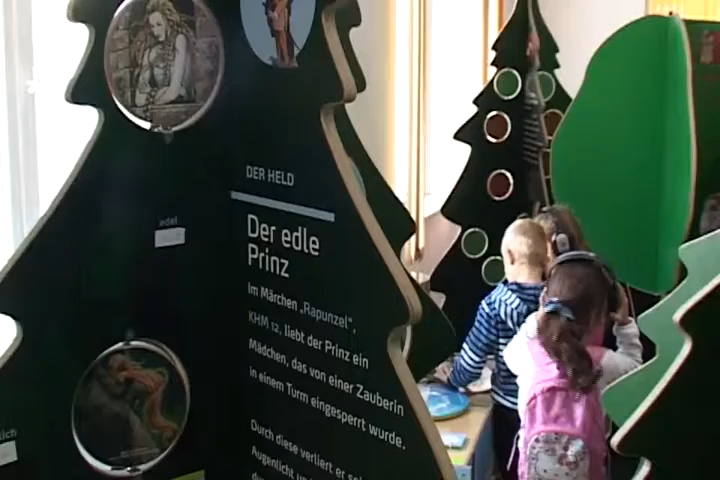 DER HELD
edel
Der edle
Prinz
Im Märchen „Rapunzel“,
KHM 12, liebt der Prinz ein
Mädchen, das von einer Zauberin
in einem Turm eingesperrt wurde.
Durch diese verliert er
Augenlicht,